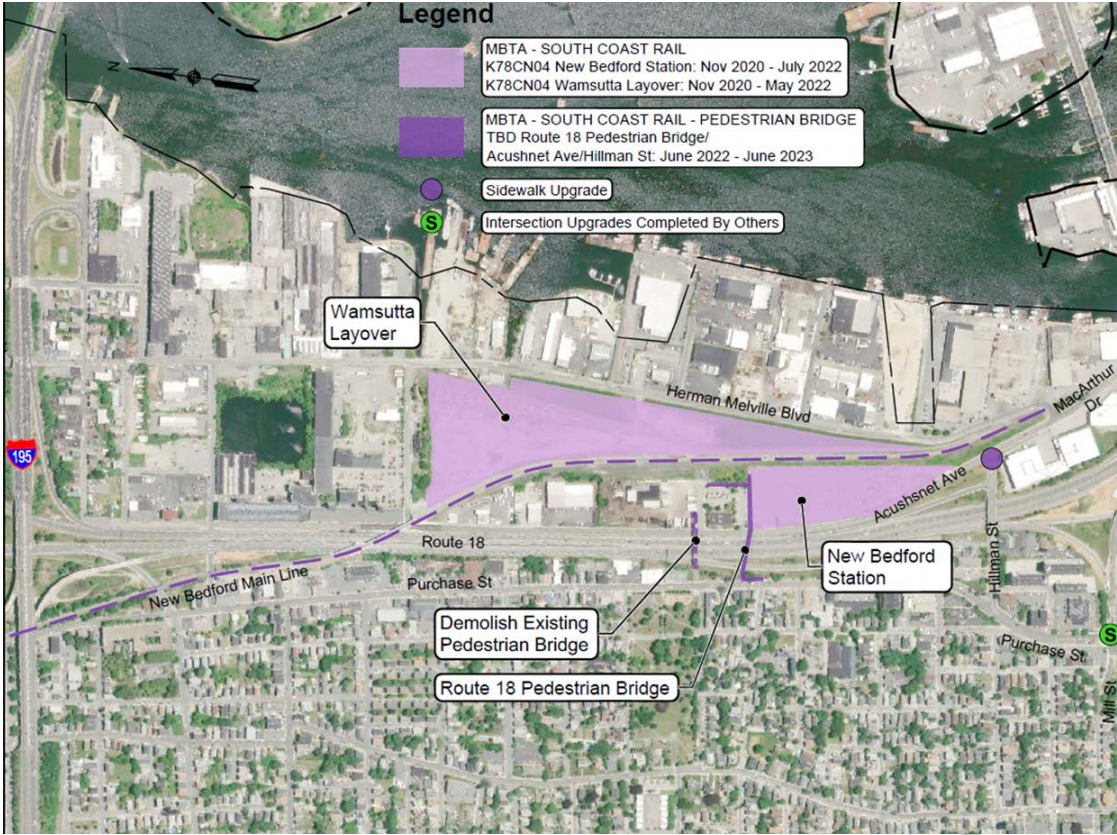 Legend
MBTA - SOUTH COAST RAIL
K78CN04 New Bedford Station: Nov 2020 - July 2022
K78CN04 Wamsutta Layover: Nov 2020 - May 2022
MBTA - SOUTH COAST RAIL - PEDESTRIAN BRIDGE
TBD Route 18 Pedestrian Bridge/
Acushnet Ave/Hillman St: June 2022 - June 2023
Sidewalk Upgrade
S
Intersection Upgrades Completed By Others
N
Wamsutta
Layover
Herman Melville Blvd
MacArthur
Dr
195
Acushsnet Ave
Route 18
New Bedford
Station
Hillman St
New Bedford Main Line
Purchase St
Demolish Existing
Pedestrian Bridge
Purchase St
S
Route 18 Pedestrian Bridge
Mill St